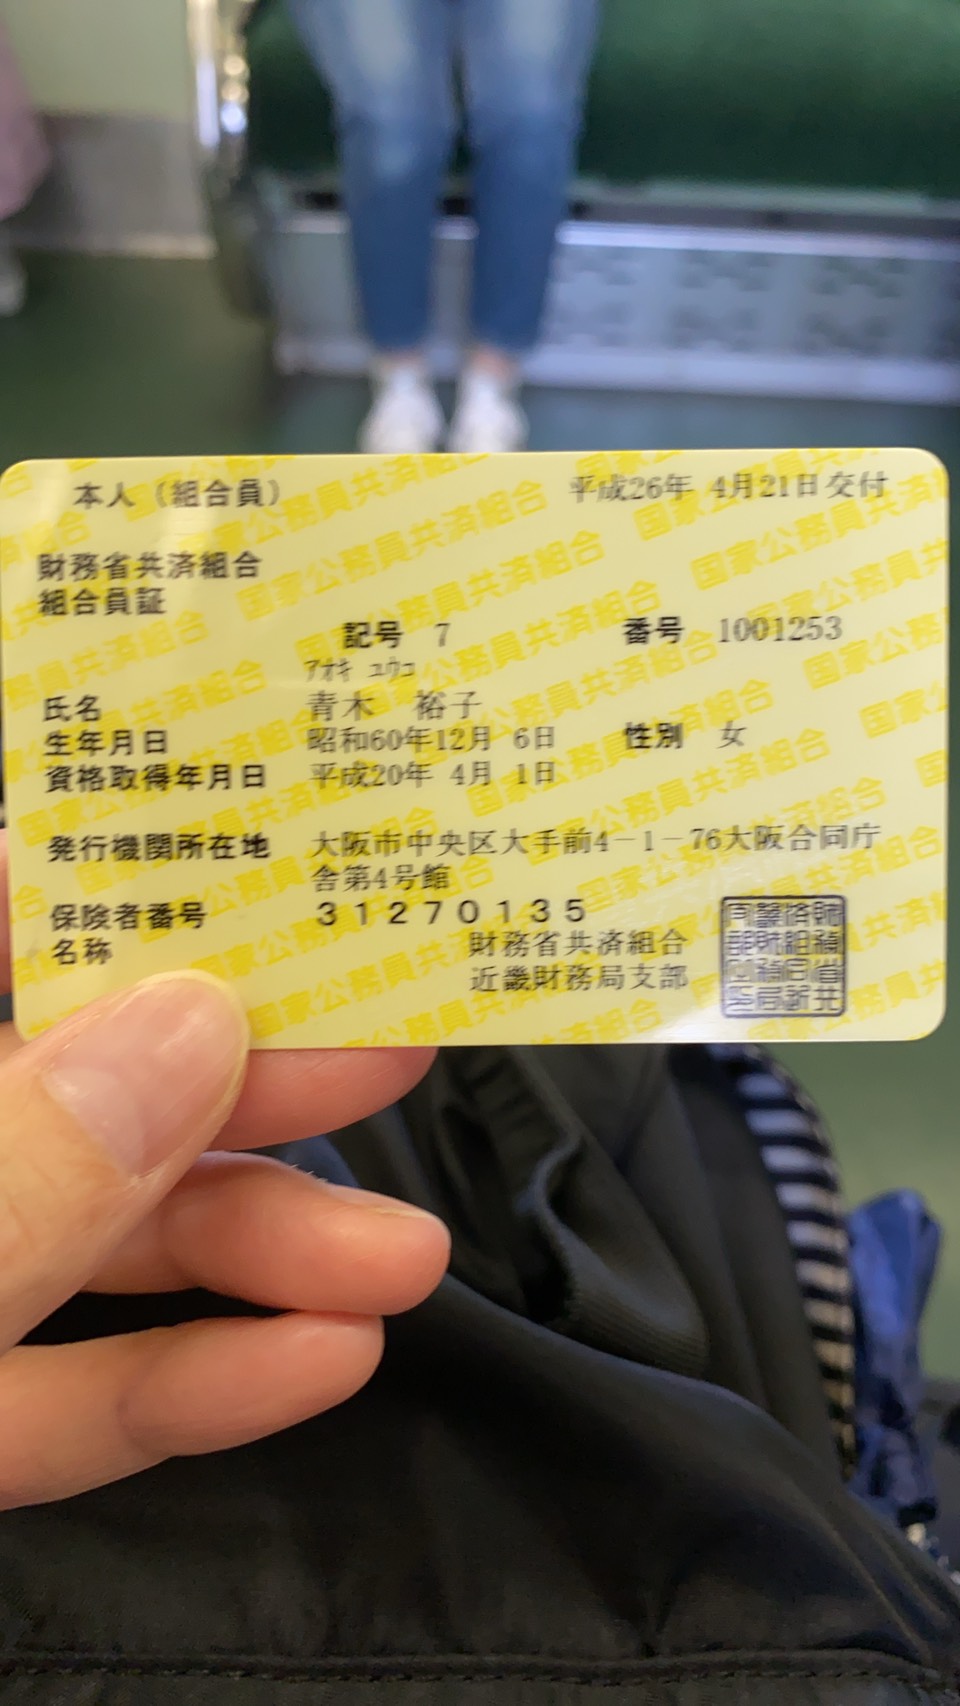 本人（組合員）
平成26年 4月21日交付
財務省共済組合
組合員証
記号 7 番号 1001253
アオキ ユウコ
氏名 青木 裕子
生年月日 昭和60年12月 6日 性別 女
資格取得年月日 平成20年 4月 1日
発行機関所在地 大阪市中央区大手前4－1－76大阪合同庁
舎第4号館
保険者番号 31270135
名称 財務省共済組合
近畿財務局支部
国家公務員共済組合